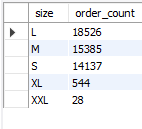 size order_count
L 18526
M 15385
S 14137
XL 544
XXL 28